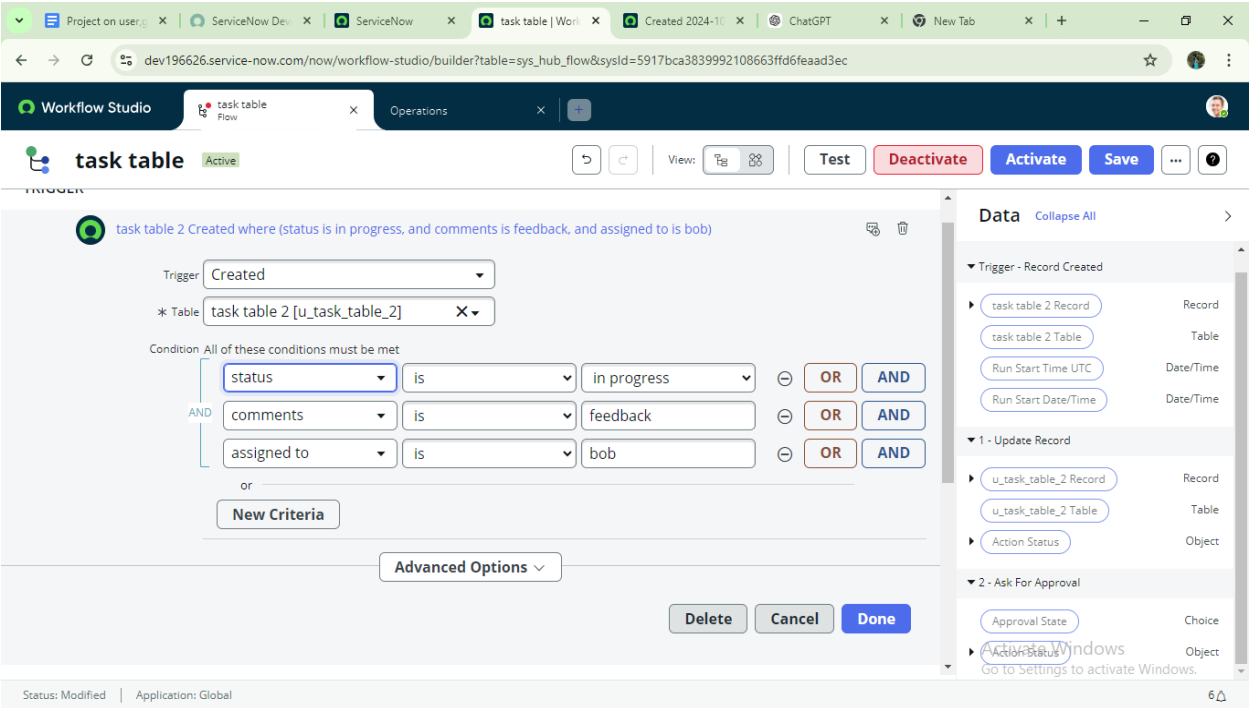 Project on user,g
ServiceNow Dev
ServiceNow
task table | Work
Created 2024-10
ChatGPT
New Tab
dev196626.service-now.com/now/workflow-studio/builder?table=sys_hub_flow&sysId=5917bca3839992108663ffd6feaad3ec
Workflow Studio
task table
Flow
Operations
task table Active
View:
Test
Deactivate
Activate
Save
TRIGGER
task table 2 Created where (status is in progress, and comments is feedback, and assigned to is bob)
Trigger Created
* Table task table 2 [u_task_table_2]
Condition All of these conditions must be met
status is in progress OR AND
AND
comments is feedback OR AND
assigned to is bob OR AND
or
New Criteria
Advanced Options
Delete Cancel Done
Data Collapse All
Trigger - Record Created
task table 2 Record Record
task table 2 Table Table
Run Start Time UTC Date/Time
Run Start Date/Time Date/Time
1 - Update Record
u_task_table_2 Record Record
u_task_table_2 Table Table
Action Status Object
2 - Ask For Approval
Approval State Choice
Action Status Object
Activate Windows
Go to Settings to activate Windows.
Status: Modified | Application: Global
6